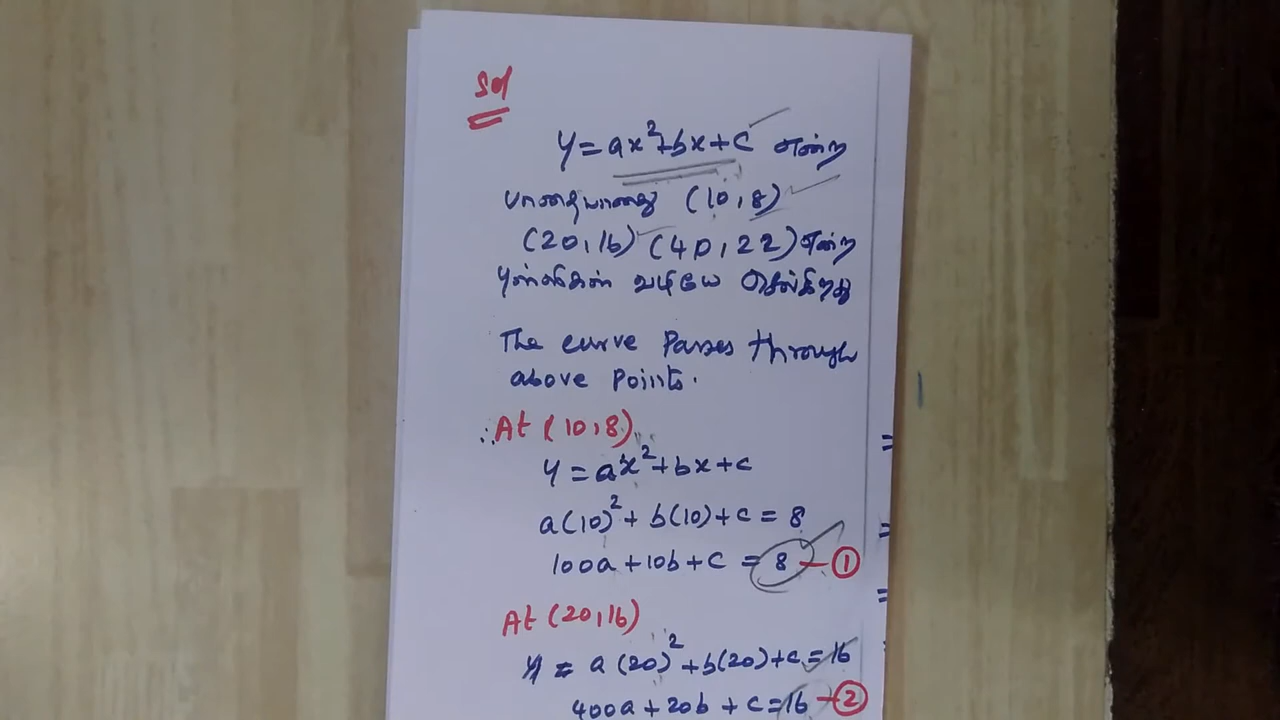 Sol
y = ax²+bx+c என்ற
பாதையானது (10,8)
(20,16) (40,22) என்ற
புள்ளிகள் வழியே செல்கிறது
The curve Passes through
above Points.
∴ At (10,8)
y = ax²+bx+c
a(10)² + b(10)+c = 8
100a+10b+c = 8 — ①
At (20,16)
y = a(20)²+b(20)+c=16
400a+20b+c=16 — ②